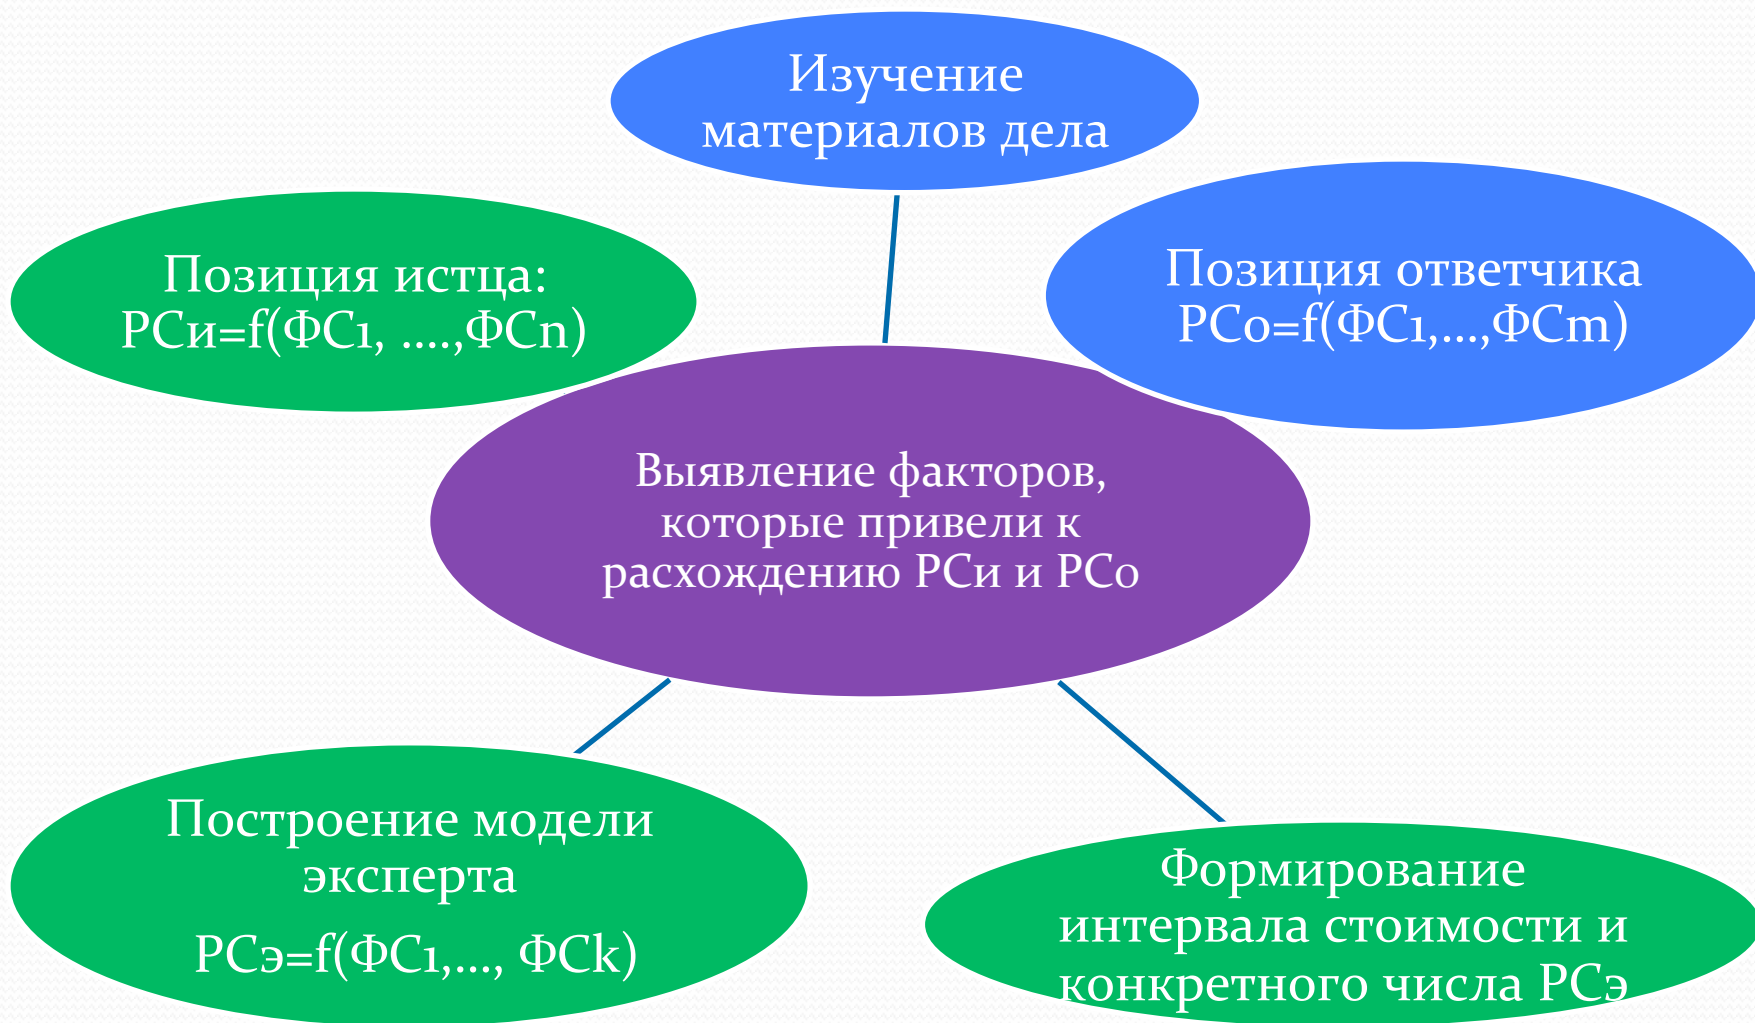 Изучение
материалов дела
Позиция истца:
РСи=f(ФС1, ....,ФСn)
Позиция ответчика
РСо=f(ФС1,...,ФСm)
Выявление факторов,
которые привели к
расхождению РСи и РСо
Построение модели
эксперта
РСэ=f(ФС1,..., ФСk)
Формирование
интервала стоимости и
конкретного числа РСэ